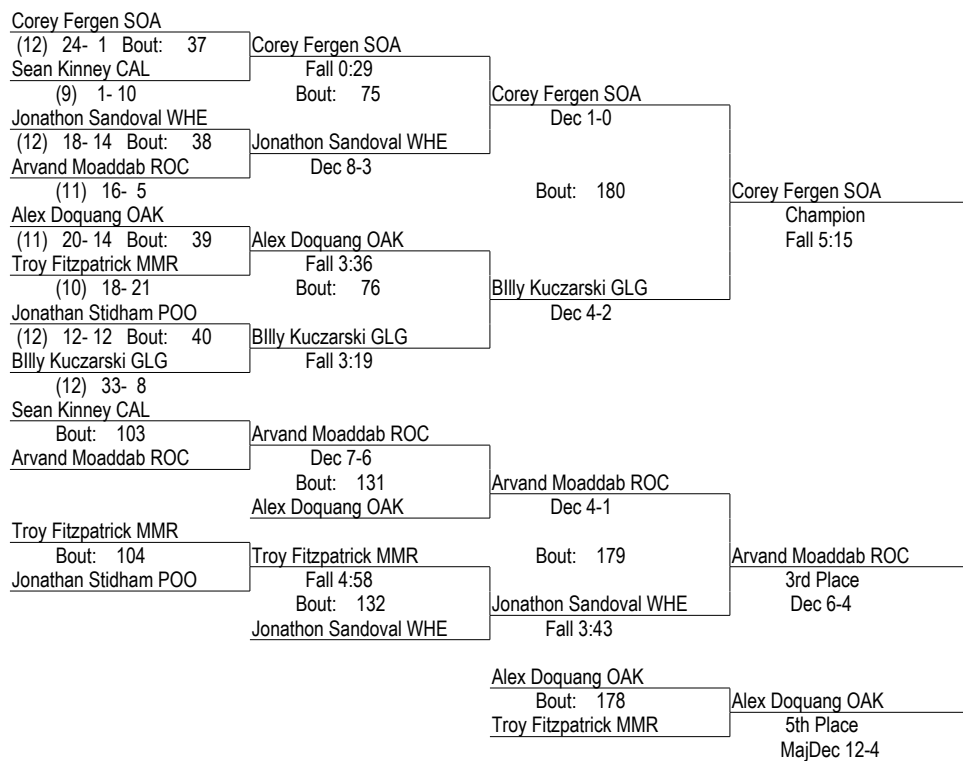 Corey Fergen SOA
(12) 24- 1 Bout: 37
Corey Fergen SOA
Sean Kinney CAL
Fall 0:29
(9) 1- 10
Bout: 75
Corey Fergen SOA
Jonathon Sandoval WHE
Dec 1-0
(12) 18- 14 Bout: 38
Jonathon Sandoval WHE
Arvand Moaddab ROC
Dec 8-3
(11) 16- 5
Bout: 180
Corey Fergen SOA
Alex Doquang OAK
Champion
(11) 20- 14 Bout: 39
Alex Doquang OAK
Fall 5:15
Troy Fitzpatrick MMR
Fall 3:36
(10) 18- 21
Bout: 76
BIlly Kuczarski GLG
Jonathan Stidham POO
Dec 4-2
(12) 12- 12 Bout: 40
BIlly Kuczarski GLG
BIlly Kuczarski GLG
Fall 3:19
(12) 33- 8
Sean Kinney CAL
Bout: 103
Arvand Moaddab ROC
Arvand Moaddab ROC
Dec 7-6
Bout: 131
Arvand Moaddab ROC
Alex Doquang OAK
Dec 4-1
Troy Fitzpatrick MMR
Bout: 104
Troy Fitzpatrick MMR
Bout: 179
Arvand Moaddab ROC
Jonathan Stidham POO
Fall 4:58
3rd Place
Bout: 132
Jonathon Sandoval WHE
Dec 6-4
Jonathon Sandoval WHE
Fall 3:43
Alex Doquang OAK
Bout: 178
Alex Doquang OAK
Troy Fitzpatrick MMR
5th Place
MajDec 12-4